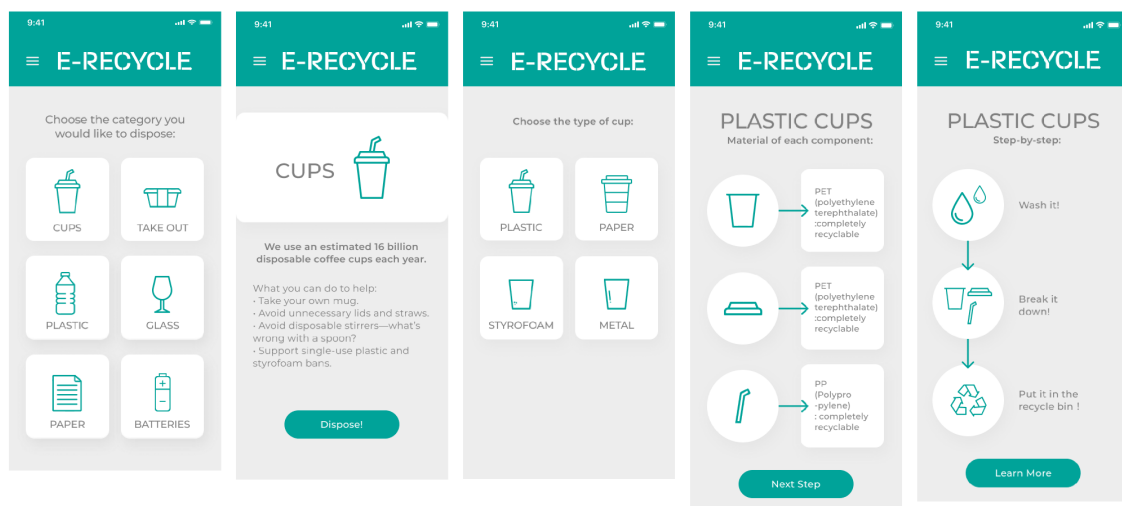 9:41
E-RECYCLE
Choose the category you
would like to dispose:
CUPS
TAKE OUT
PLASTIC
GLASS
PAPER
BATTERIES
9:41
E-RECYCLE
CUPS
We use an estimated 16 billion
disposable coffee cups each year.
What you can do to help:
• Take your own mug.
• Avoid unnecessary lids and straws.
• Avoid disposable stirrers—what's
wrong with a spoon?
• Support single-use plastic and
styrofoam bans.
Dispose!
9:41
E-RECYCLE
Choose the type of cup:
PLASTIC
PAPER
STYROFOAM
METAL
9:41
E-RECYCLE
PLASTIC CUPS
Material of each component:
PET
(polyethylene
terephthalate)
:completely
recyclable
PET
(polyethylene
terephthalate)
:completely
recyclable
PP
(Polypro
-pylene)
: completely
recyclable
Next Step
9:41
E-RECYCLE
PLASTIC CUPS
Step-by-step:
Wash it!
Break it
down!
Put it in the
recycle bin !
Learn More